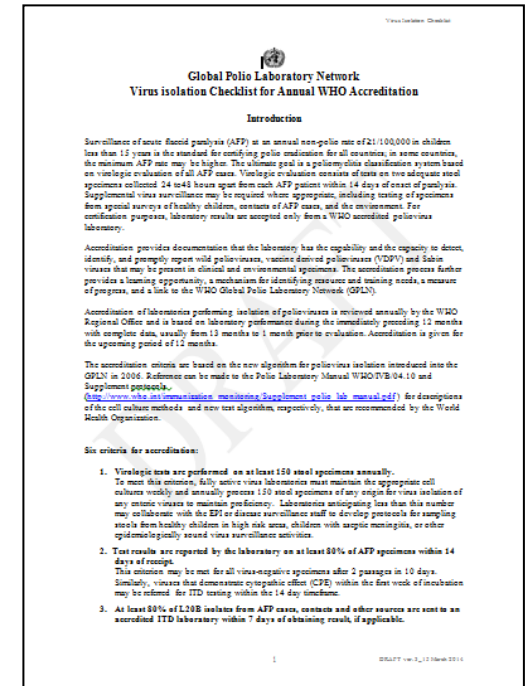 Virus Isolation Checklist
Global Polio Laboratory Network
Virus isolation Checklist for Annual WHO Accreditation
Introduction
Surveillance of acute flaccid paralysis (AFP) at an annual non-polio rate of ≥1/100,000 in children
less than 15 years is the standard for certifying polio eradication for all countries, in some countries,
the minimum AFP rate may be higher. The ultimate goal is a poliomyelitis classification system based
on virologic evaluation of all AFP cases. Virologic evaluation consists of tests on two adequate stool
specimens collected 24 to 48 hours apart from each AFP patient within 14 days of onset of paralysis.
Supplemental virus surveillance may be required where appropriate, including testing of specimens
from special surveys of healthy children, contacts of AFP cases, and the environment. For
certification purposes, laboratory results are accepted only from a WHO accredited poliovirus
laboratory.
Accreditation provides documentation that the laboratory has the capability and the capacity to detect,
identify, and promptly report wild polioviruses, vaccine derived polioviruses (VDPV) and Sabin
viruses that may be present in clinical and environmental specimens. The accreditation process further
provides a learning opportunity, a mechanism for identifying resource and training needs, a measure
of progress, and a link to the WHO Global Polio Laboratory Network (GPLN).
Accreditation of laboratories performing isolation of polioviruses is reviewed annually by the WHO
Regional Office and is based on laboratory performance during the immediately preceding 12 months
with complete data, usually from 13 months to 1 month prior to evaluation. Accreditation is given for
the upcoming period of 12 months.
The accreditation criteria are based on the new algorithm for poliovirus isolation introduced into the
GPLN in 2006. Reference can be made to the Polio Laboratory Manual WHO/IVB/04.10 and
Supplement protocols.
(http://www.who.int/immunization_monitoring/Supplement_polio_lab_manual.pdf) for descriptions
of the cell culture methods and new test algorithm, respectively, that are recommended by the World
Health Organization.
Six criteria for accreditation:
1. Virologic tests are performed on at least 150 stool specimens annually.
To meet this criterion, fully active virus laboratories must maintain the appropriate cell
cultures weekly and annually process 150 stool specimens of any origin for virus isolation of
any enteric viruses to maintain proficiency. Laboratories anticipating less than this number
may collaborate with the EPI or disease surveillance staff to develop protocols for sampling
stools from healthy children in high risk areas, children with aseptic meningitis, or other
epidemiologically sound virus surveillance activities.
2. Test results are reported by the laboratory on at least 80% of AFP specimens within 14
days of receipt.
This criterion may be met for all virus-negative specimens after 2 passages in 10 days.
Similarly, viruses that demonstrate cytopathic effect (CPE) within the first week of incubation
may be referred for ITD testing within the 14 day timeframe.
3. At least 80% of L20B isolates from AFP cases, contacts and other sources are sent to an
accredited ITD laboratory within 7 days of obtaining result, if applicable.
DRAFT
1
DRAFT ver.3_12 March 2014